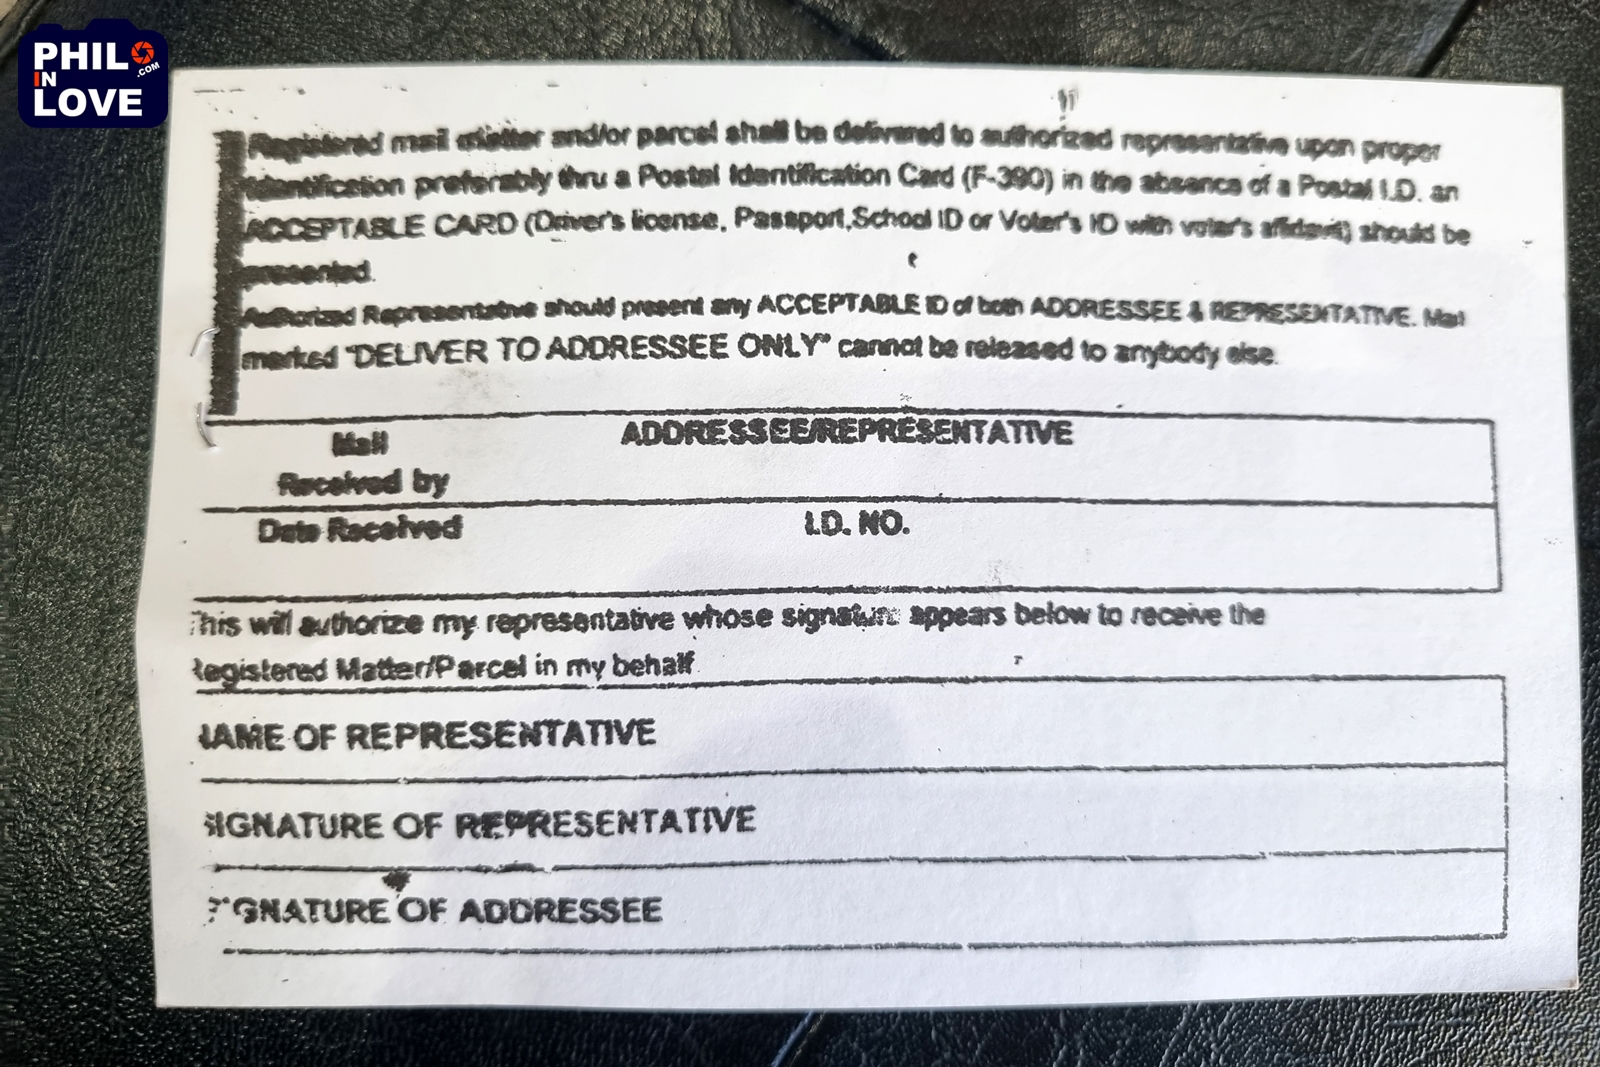 PHIL
IN
.COM
LOVE
Registered mail matter and/or parcel shall be delivered to authorized representative upon proper
identification preferably thru a Postal Identification Card (F-390) in the absence of a Postal I.D. an
ACCEPTABLE CARD (Driver's license, Passport,School ID or Voter's ID with voter's affidavit) should be
presented.
Authorized Representative should present any ACCEPTABLE ID of both ADDRESSEE & REPRESENTATIVE. Mail
marked "DELIVER TO ADDRESSEE ONLY" cannot be released to anybody else.
Mail ADDRESSEE/REPRESENTATIVE
Received by
Date Received I.D. NO.
This will authorize my representative whose signature appears below to receive the
Registered Matter/Parcel in my behalf
NAME OF REPRESENTATIVE
SIGNATURE OF REPRESENTATIVE
SIGNATURE OF ADDRESSEE